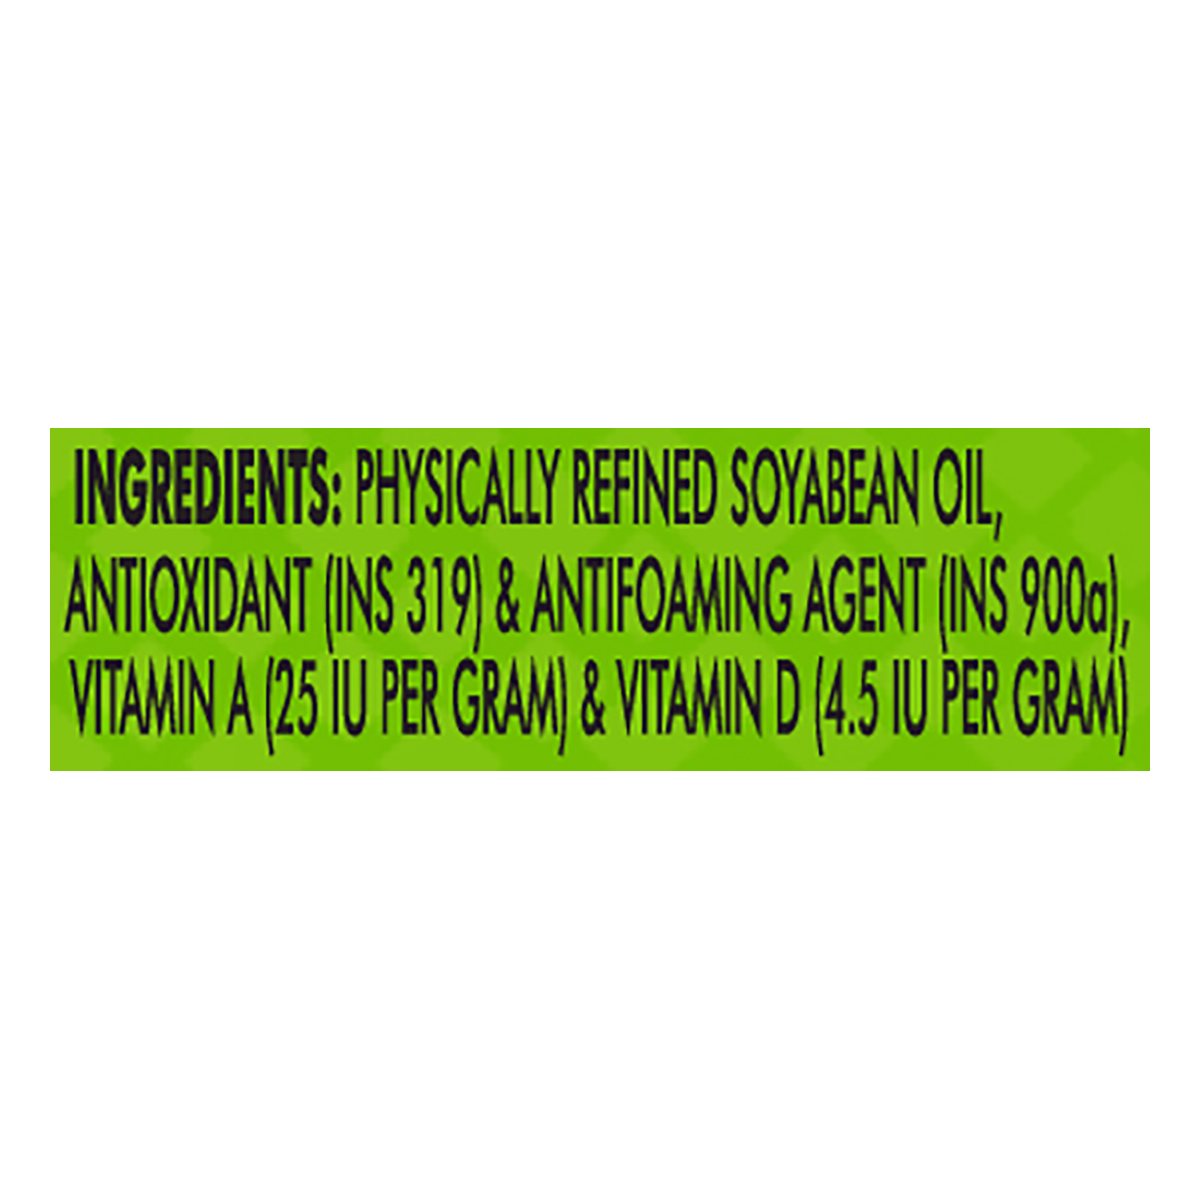 INGREDIENTS: PHYSICALLY REFINED SOYABEAN OIL,
ANTIOXIDANT (INS 319) & ANTIFOAMING AGENT (INS 900a),
VITAMIN A (25 IU PER GRAM) & VITAMIN D (4.5 IU PER GRAM)